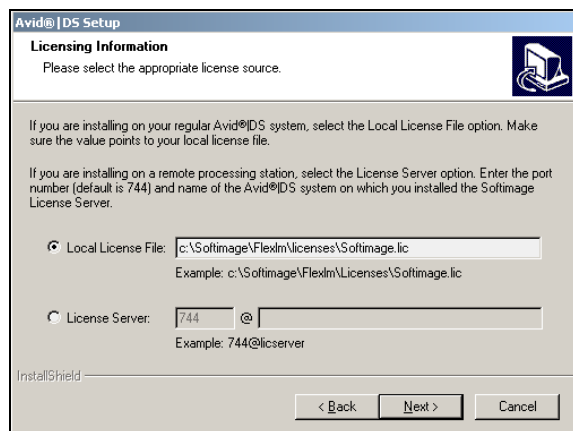 Avid®|DS Setup
Licensing Information
Please select the appropriate license source.
If you are installing on your regular Avid®|DS system, select the Local License File option. Make
sure the value points to your local license file.
If you are installing on a remote processing station, select the License Server option. Enter the port
number (default is 744) and name of the Avid®|DS system on which you installed the Softimage
License Server.
Local License File: c:\Softimage\Flexlm\licenses\Softimage.lic
Example: c:\Softimage\Flexlm\Licenses\Softimage.lic
License Server: 744 @
Example: 744@licserver
InstallShield
< Back Next > Cancel